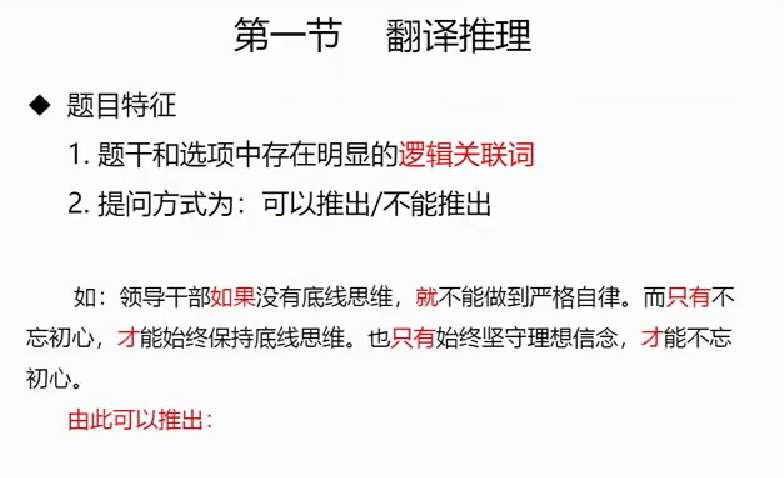 第一节 翻译推理
◆ 题目特征
1. 题干和选项中存在明显的逻辑关联词
2. 提问方式为：可以推出/不能推出
如：领导干部如果没有底线思维，就不能做到严格自律。而只有不
忘初心，才能始终保持底线思维。也只有始终坚守理想信念，才能不忘
初心。
由此可以推出：